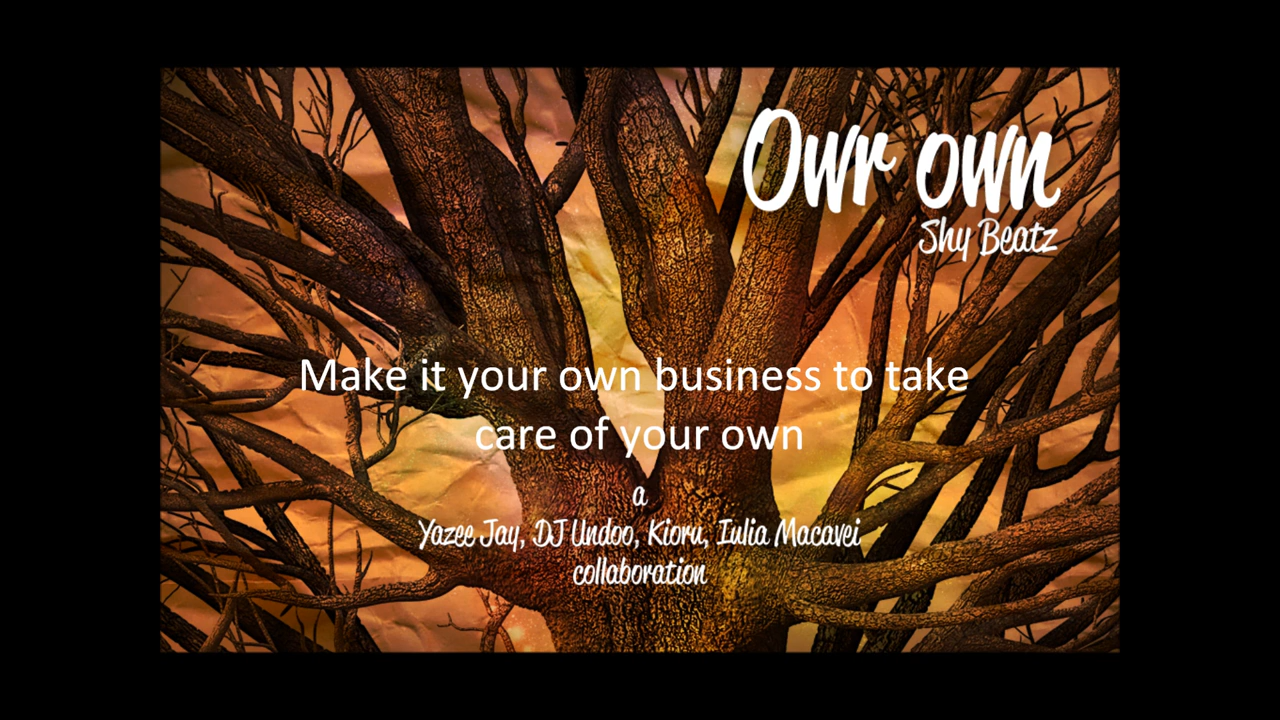 Owr own
Shy Beatz
Make it your own business to take
care of your own
a
Yazee Jay, DJ Undoo, Kioru, Iulia Macavei
collaboration